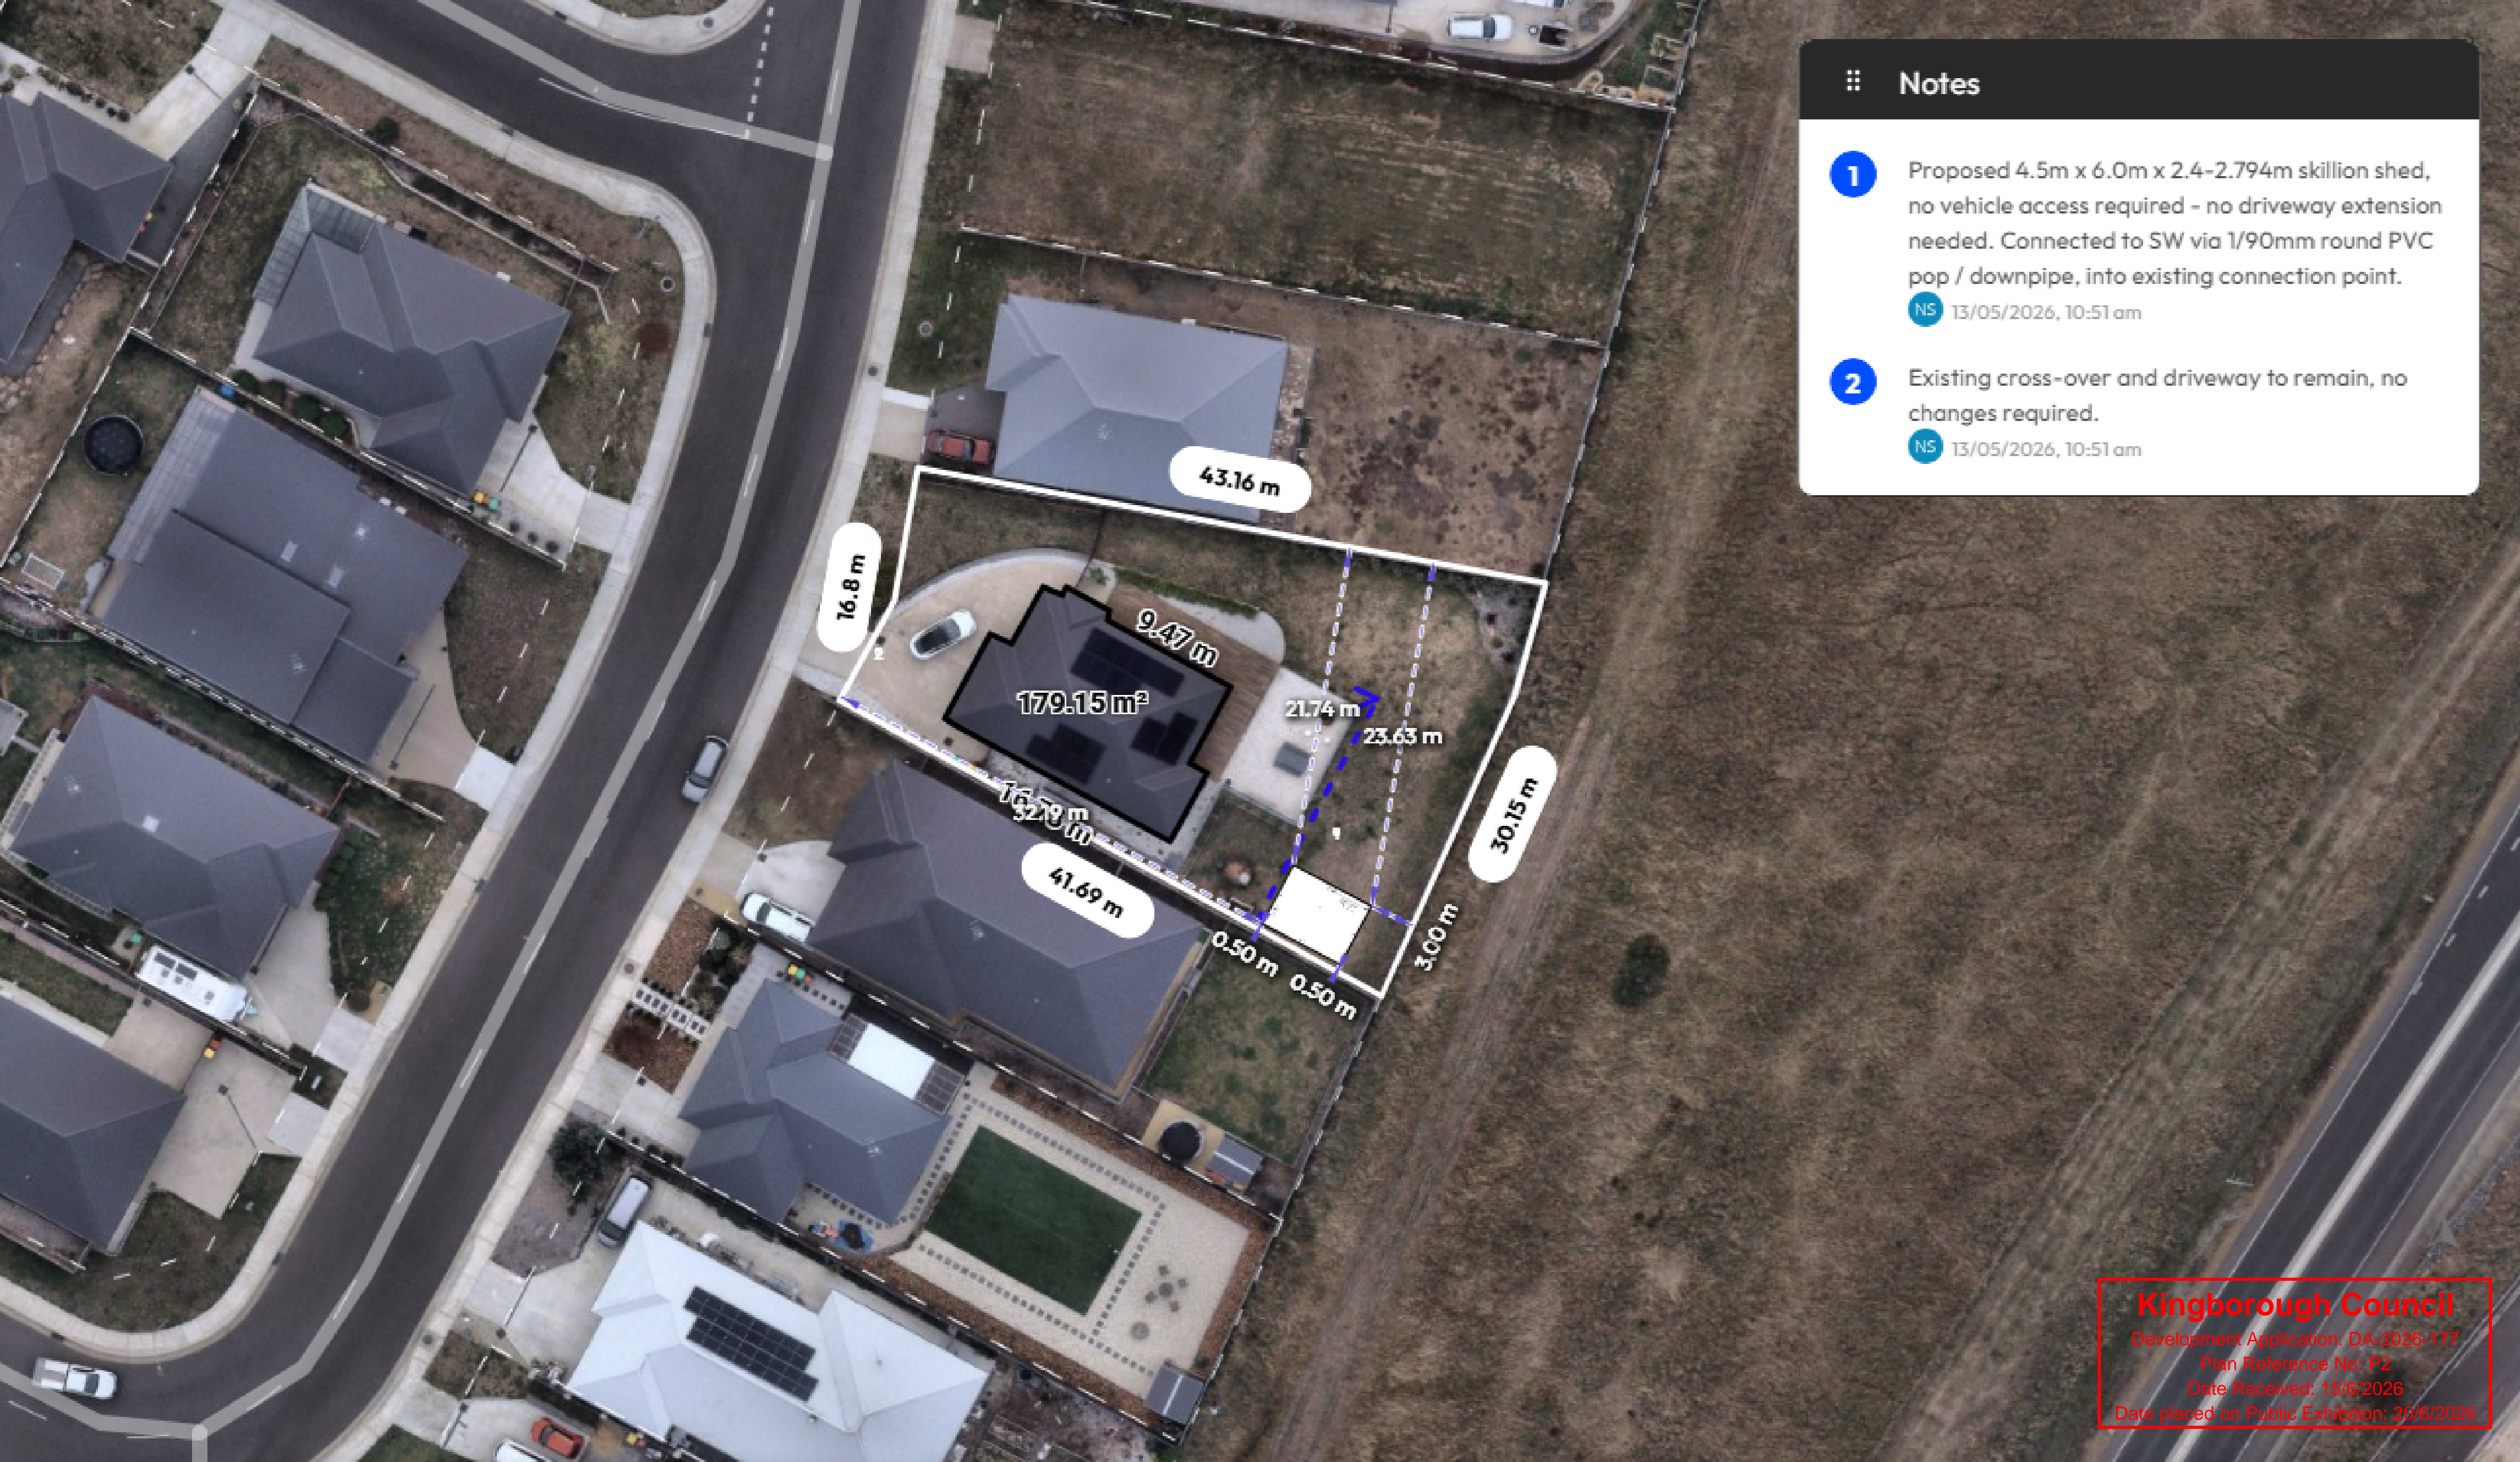 Notes
1
Proposed 4.5m x 6.0m x 2.4-2.794m skillion shed,
no vehicle access required - no driveway extension
needed. Connected to SW via 1/90mm round PVC
pop / downpipe, into existing connection point.
NS 13/05/2026, 10:51 am
2
Existing cross-over and driveway to remain, no
changes required.
NS 13/05/2026, 10:51 am
43.16 m
16.8 m
9.47 m
2
179.15 m²
21.74 m
23.63 m
32.19 m
41.69 m
30.15 m
0.50 m
0.50 m
3.00 m
Kingborough Council
Development Application: DA-2026-177
Plan Reference No: P2
Date Received: 15/6/2026
Date placed on Public Exhibition: 20/6/2026